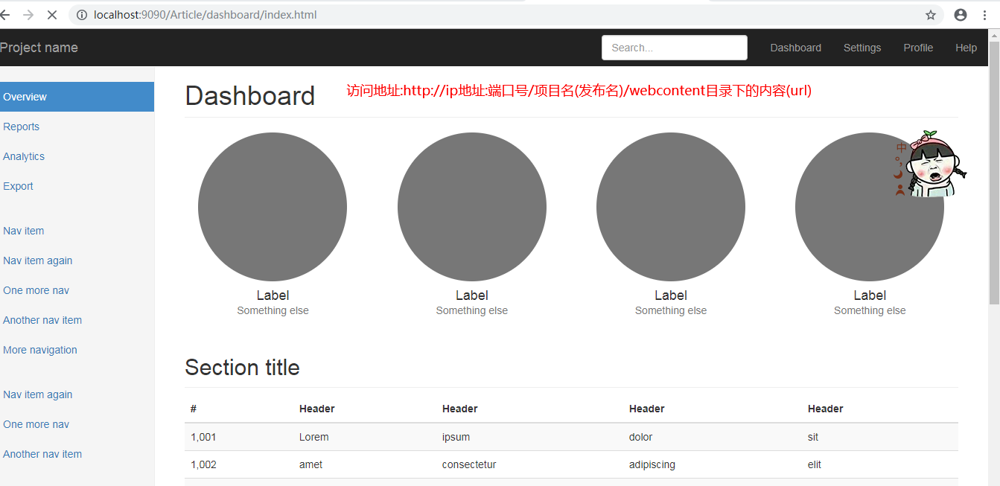 localhost:9090/Article/dashboard/index.html
Project name
Search...
Dashboard
Settings
Profile
Help
Overview
Reports
Analytics
Export
Nav item
Nav item again
One more nav
Another nav item
More navigation
Nav item again
One more nav
Another nav item
Dashboard
访问地址:http://ip地址:端口号/项目名(发布名)/webcontent目录下的内容(url)
中
Label
Something else
Label
Something else
Label
Something else
Label
Something else
Section title
# Header Header Header Header
1,001 Lorem ipsum dolor sit
1,002 amet consectetur adipiscing elit